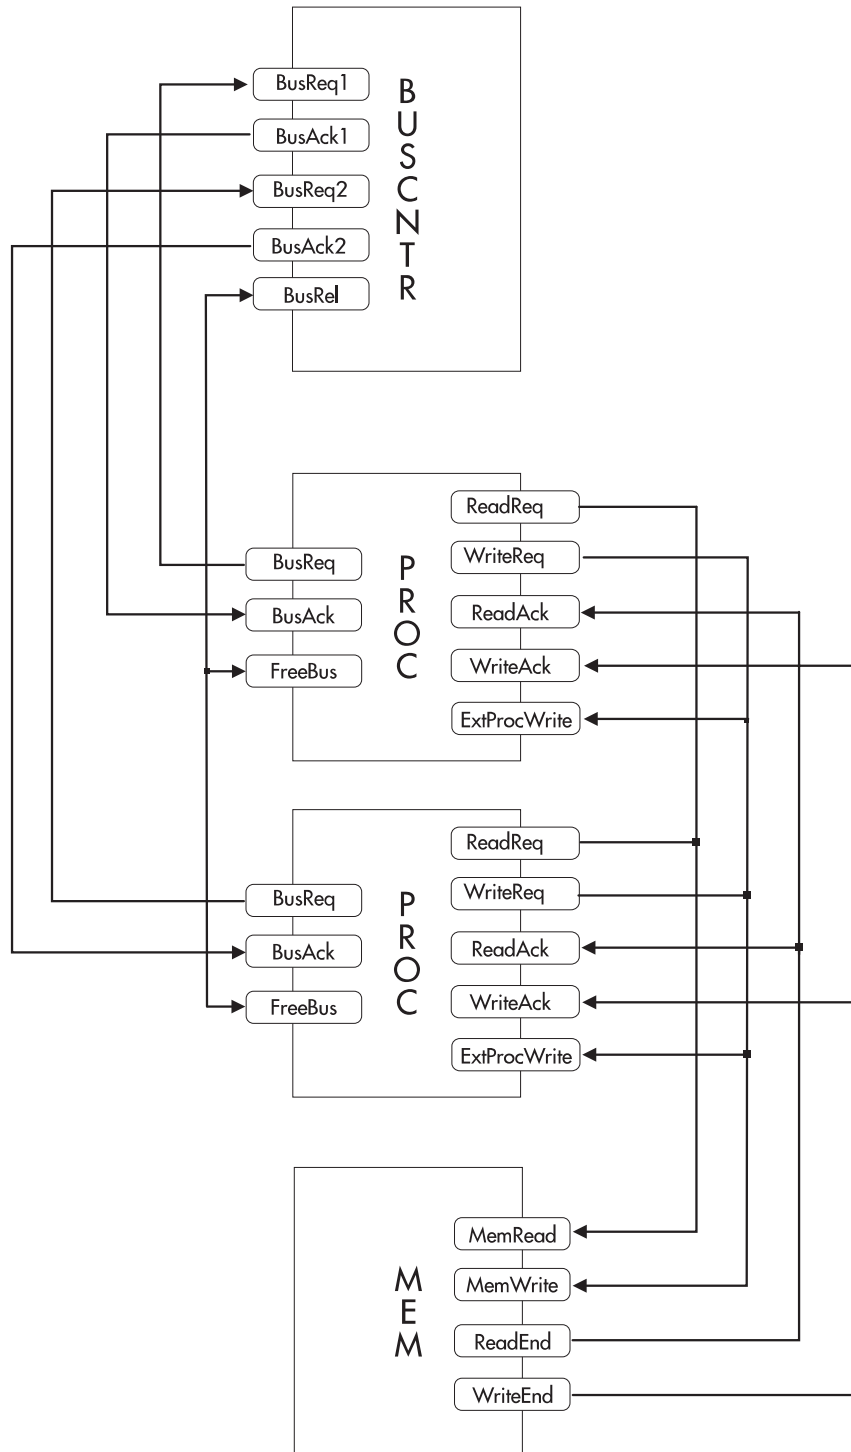 BusReq1
BusAck1
BusReq2
BusAck2
BusRel
BUSCNTR
BusReq
BusAck
FreeBus
PROC
ReadReq
WriteReq
ReadAck
WriteAck
ExtProcWrite
BusReq
BusAck
FreeBus
PROC
ReadReq
WriteReq
ReadAck
WriteAck
ExtProcWrite
MEM
MemRead
MemWrite
ReadEnd
WriteEnd